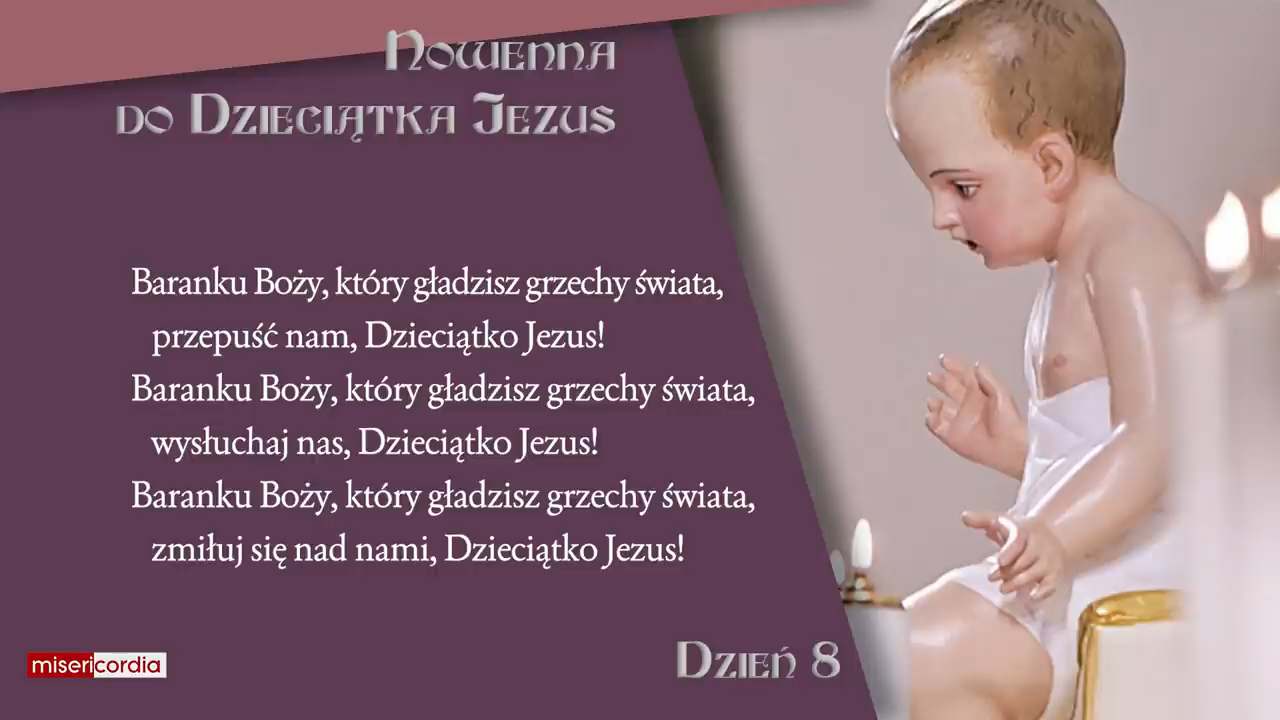 Nowenna
do Dzieciątka Jezus
Baranku Boży, który gładzisz grzechy świata,
przepuść nam, Dzieciątko Jezus!
Baranku Boży, który gładzisz grzechy świata,
wysłuchaj nas, Dzieciątko Jezus!
Baranku Boży, który gładzisz grzechy świata,
zmiłuj się nad nami, Dzieciątko Jezus!
misericordia
Dzień 8